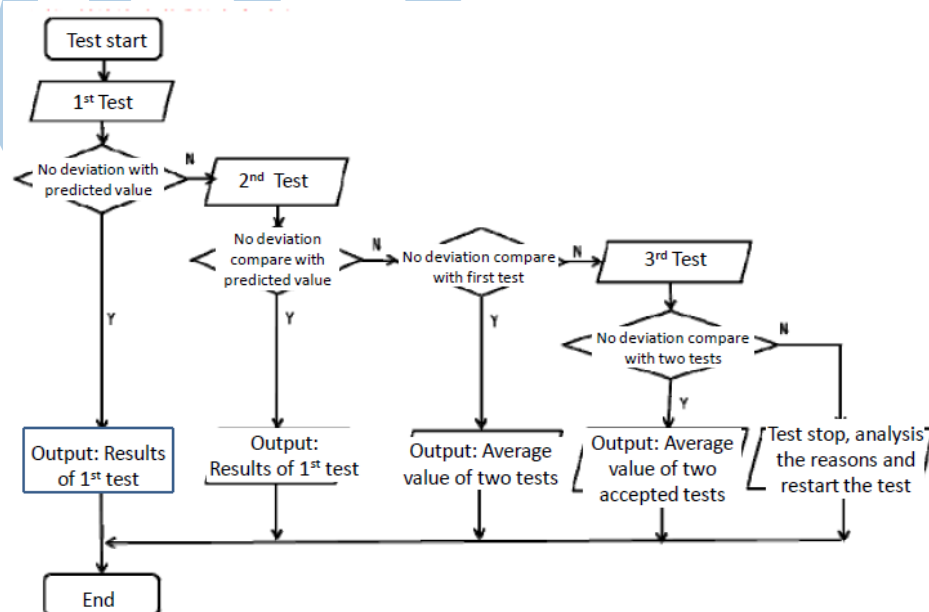 Test start
1st Test
No deviation with
predicted value
N
2nd Test
No deviation
compare with
predicted value
N
No deviation compare
with first test
N
3rd Test
No deviation compare
with two tests
N
Y
Y
Y
Y
Output: Results
of 1st test
Output:
Results of 1st test
Output: Average
value of two tests
Output: Average
value of two
accepted tests
Test stop, analysis
the reasons and
restart the test
End